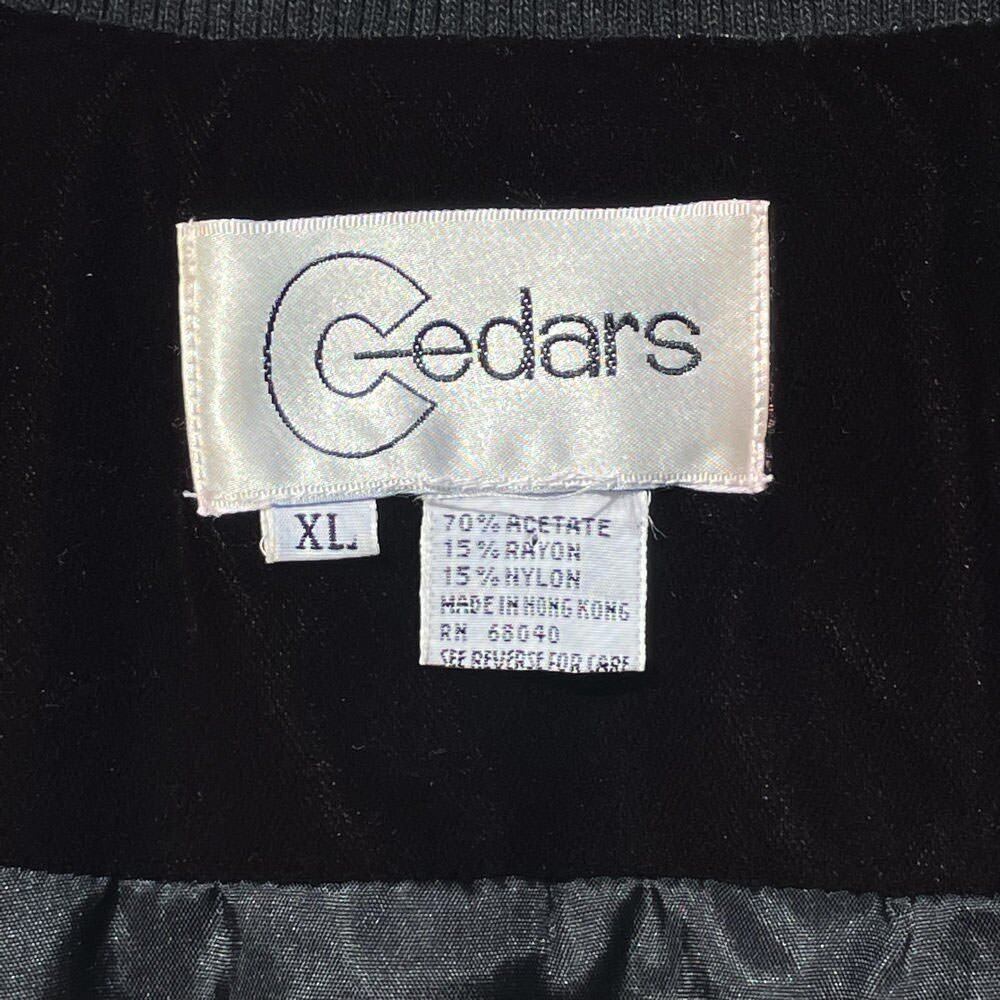 Cedars
XL
70% ACETATE
15% RAYON
15% NYLON
MADE IN HONG KONG
RN 68040
SEE REVERSE FOR CARE